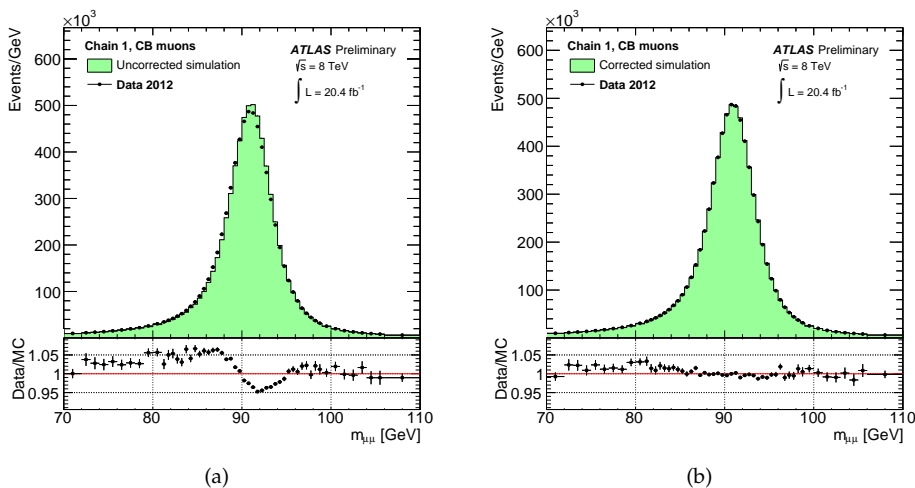 ×10³
Events/GeV
600
500
400
300
200
100
Chain 1, CB muons
Uncorrected simulation
Data 2012
ATLAS Preliminary
√s = 8 TeV
∫ L = 20.4 fb⁻¹
Data/MC
1.05
1
0.95
70 80 90 100 110
m_μμ [GeV]
(a)
×10³
Events/GeV
600
500
400
300
200
100
Chain 1, CB muons
Corrected simulation
Data 2012
ATLAS Preliminary
√s = 8 TeV
∫ L = 20.4 fb⁻¹
Data/MC
1.05
1
0.95
70 80 90 100 110
m_μμ [GeV]
(b)